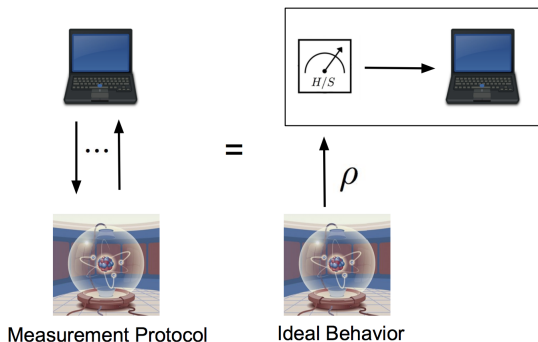 ...
=
H/S
ρ
Measurement Protocol
Ideal Behavior